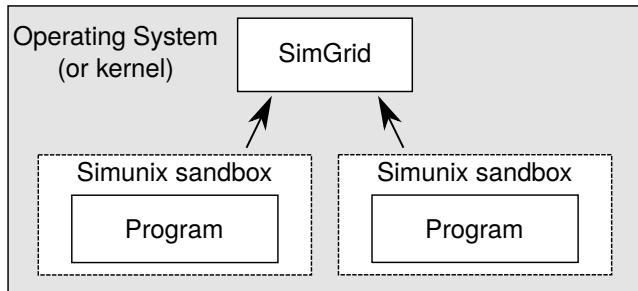 Operating System
(or kernel)
SimGrid
Simunix sandbox
Program
Simunix sandbox
Program